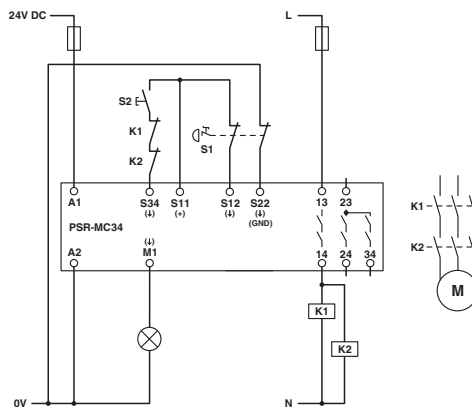 24V DC
L
S2
K1
S1
K2
A1
S34
S11
S12
S22
13
23
(↓)
(+)
(↓)
(↓)
(GND)
PSR-MC34
K1
(↓)
A2
M1
14
24
34
K2
K1
M
K2
0V
N